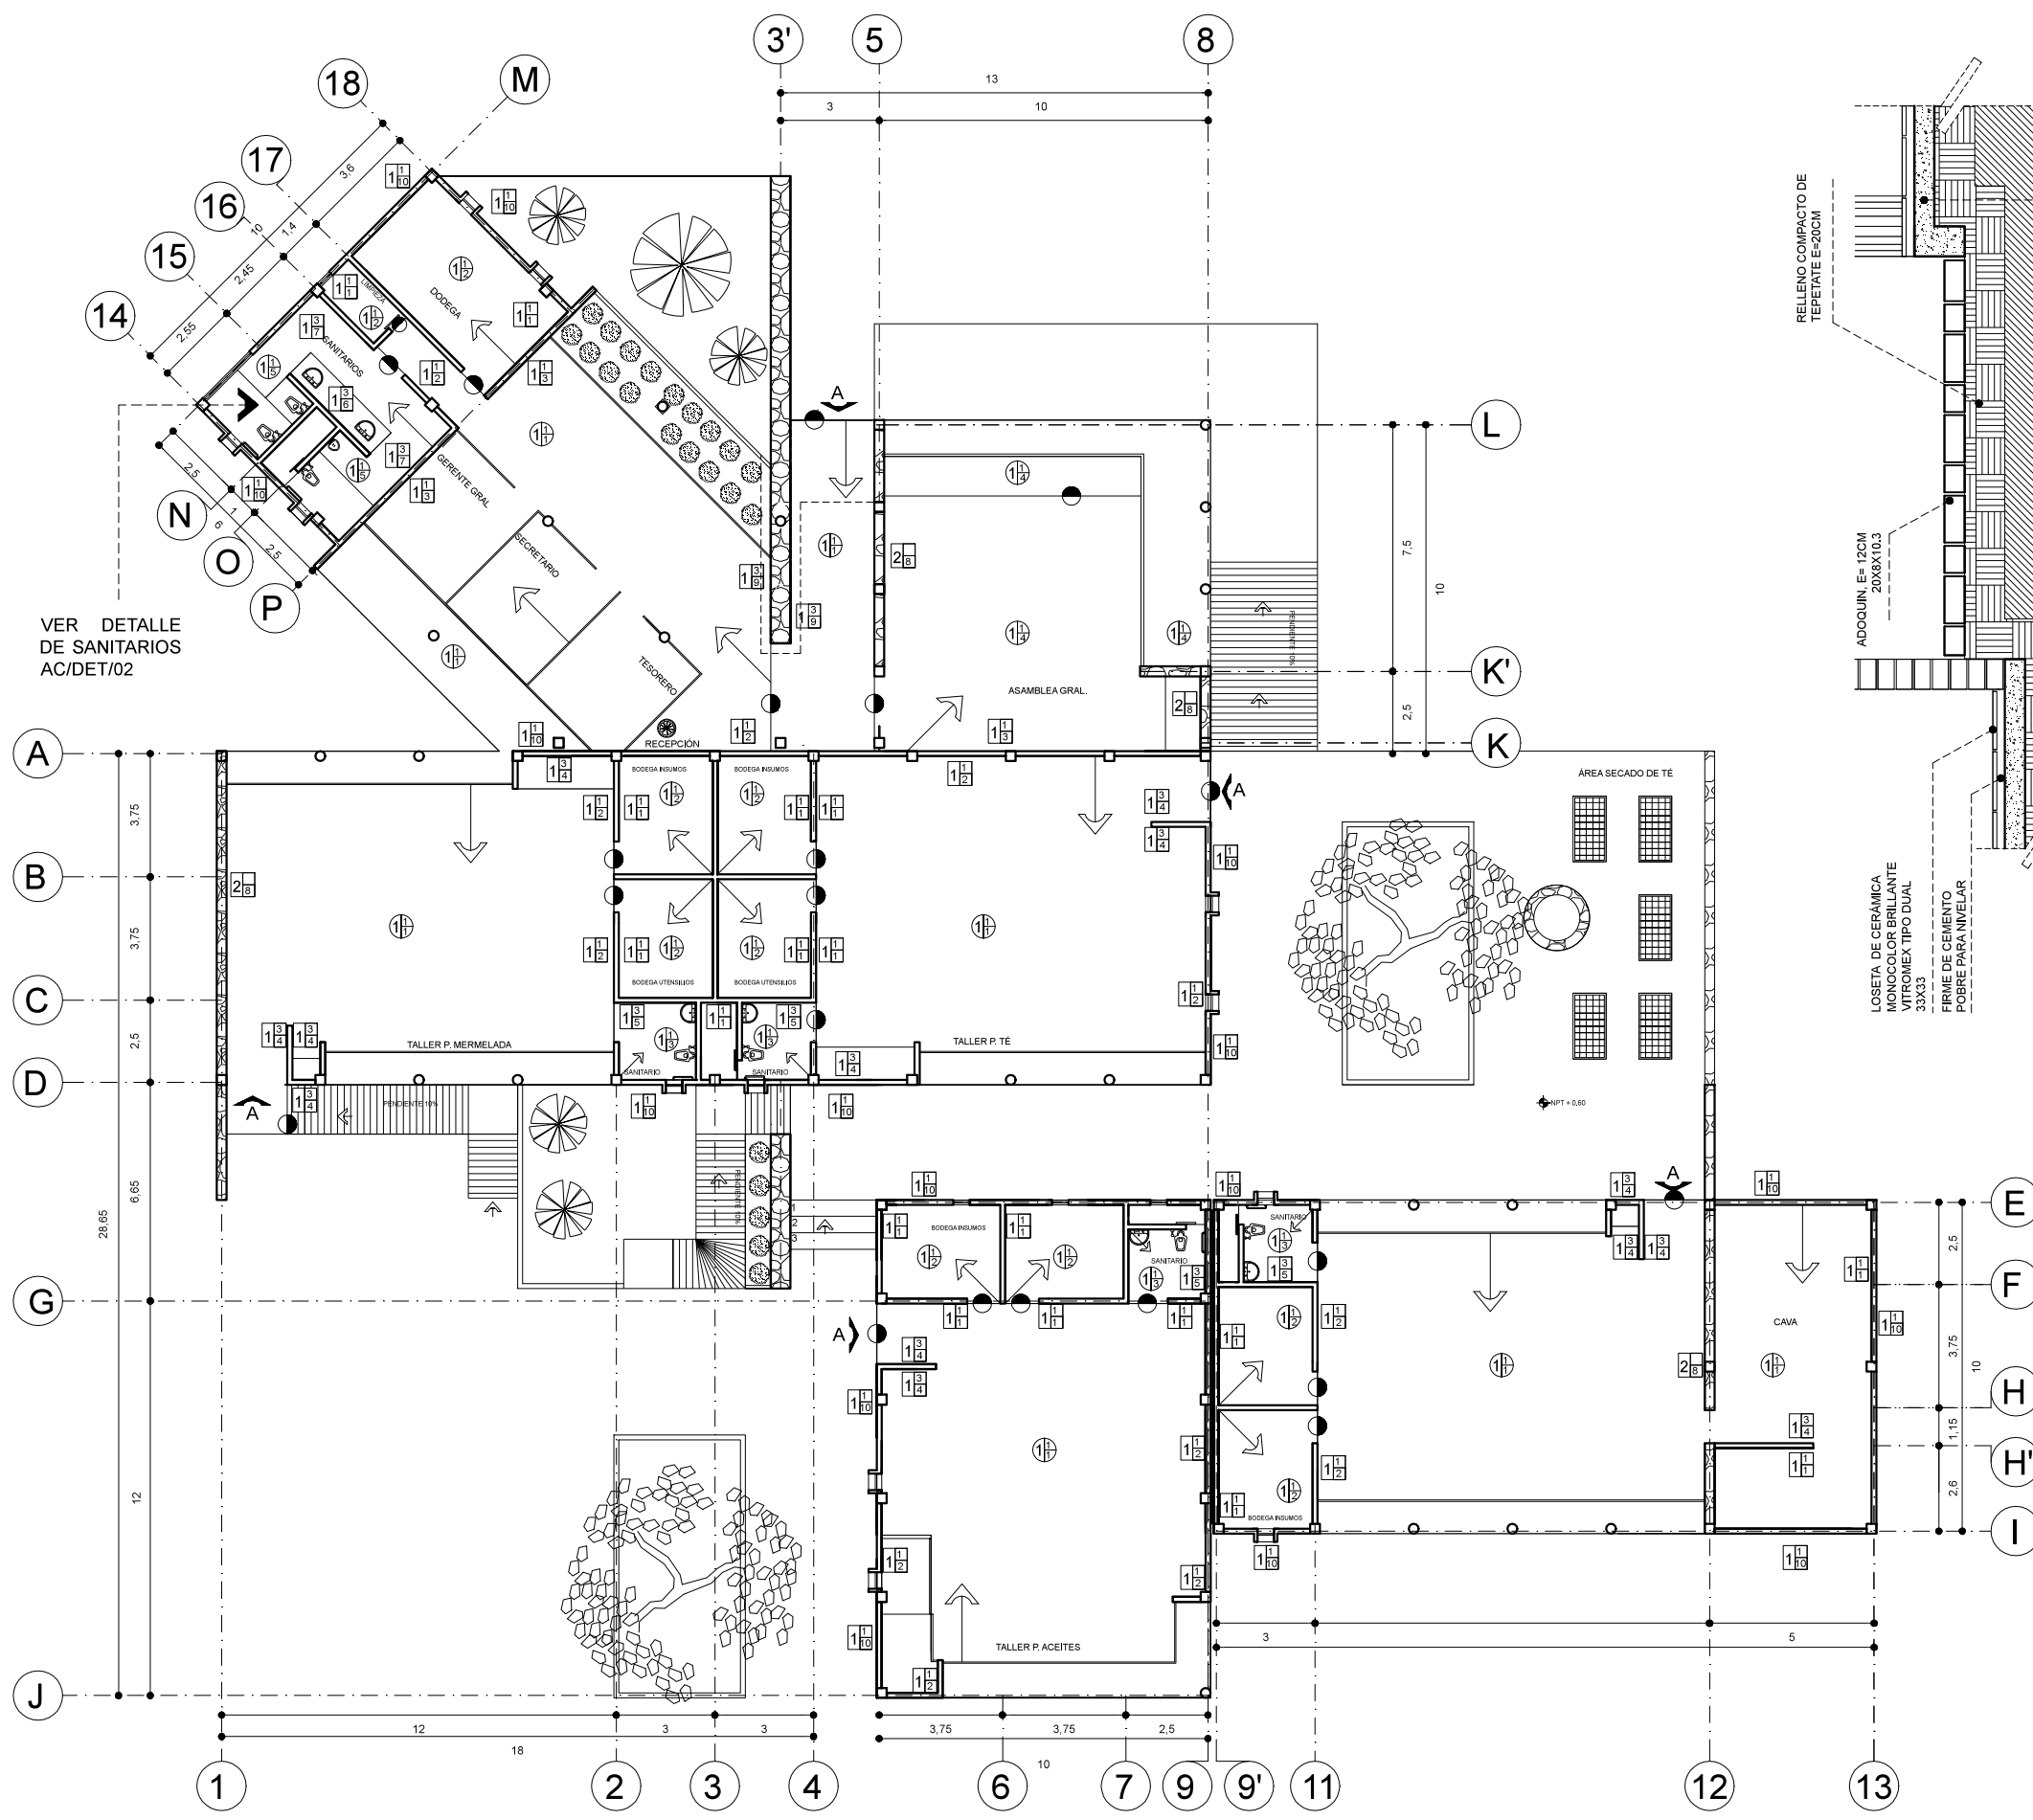 3'
5
8
18
M
13
3
10
17
16
15
14
3,6
10
1,4
2,45
2,55
LIMPIEZA
DODEGA
SANITARIOS
2,5
1
6
2,5
N
O
P
GERENTE GRAL
SECRETARIO
TESORERO
RECEPCIÓN
VER DETALLE
DE SANITARIOS
AC/DET/02
A
L
7,5
10
PENDIENTE 10%
K'
ASAMBLEA GRAL.
2,5
K
RELLENO COMPACTO DE
TEPETATE E=20CM
ADOQUIN, E= 12CM
20X8X10.3
LOSETA DE CERÁMICA
MONOCOLOR BRILLANTE
VITROMEX TIPO DUAL
33X33
FIRME DE CEMENTO
POBRE PARA NIVELAR
A
B
C
D
G
J
3,75
3,75
2,5
6,65
28,65
12
BODEGA INSUMOS
BODEGA INSUMOS
BODEGA UTENSILIOS
BODEGA UTENSILIOS
TALLER P. MERMELADA
SANITARIO
SANITARIO
TALLER P. TÉ
A
ÁREA SECADO DE TÉ
NPT + 0,60
A
PENDIENTE 10%
PENDIENTE 10%
1
2
3
BODEGA INSUMOS
SANITARIO
SANITARIO
A
A
CAVA
BODEGA INSUMOS
TALLER P. ACEITES
E
F
H
H'
I
2,5
3,75
10
1,15
2,6
3
5
12
3
3
18
3,75
3,75
2,5
10
1
2
3
4
6
7
9
9'
11
12
13